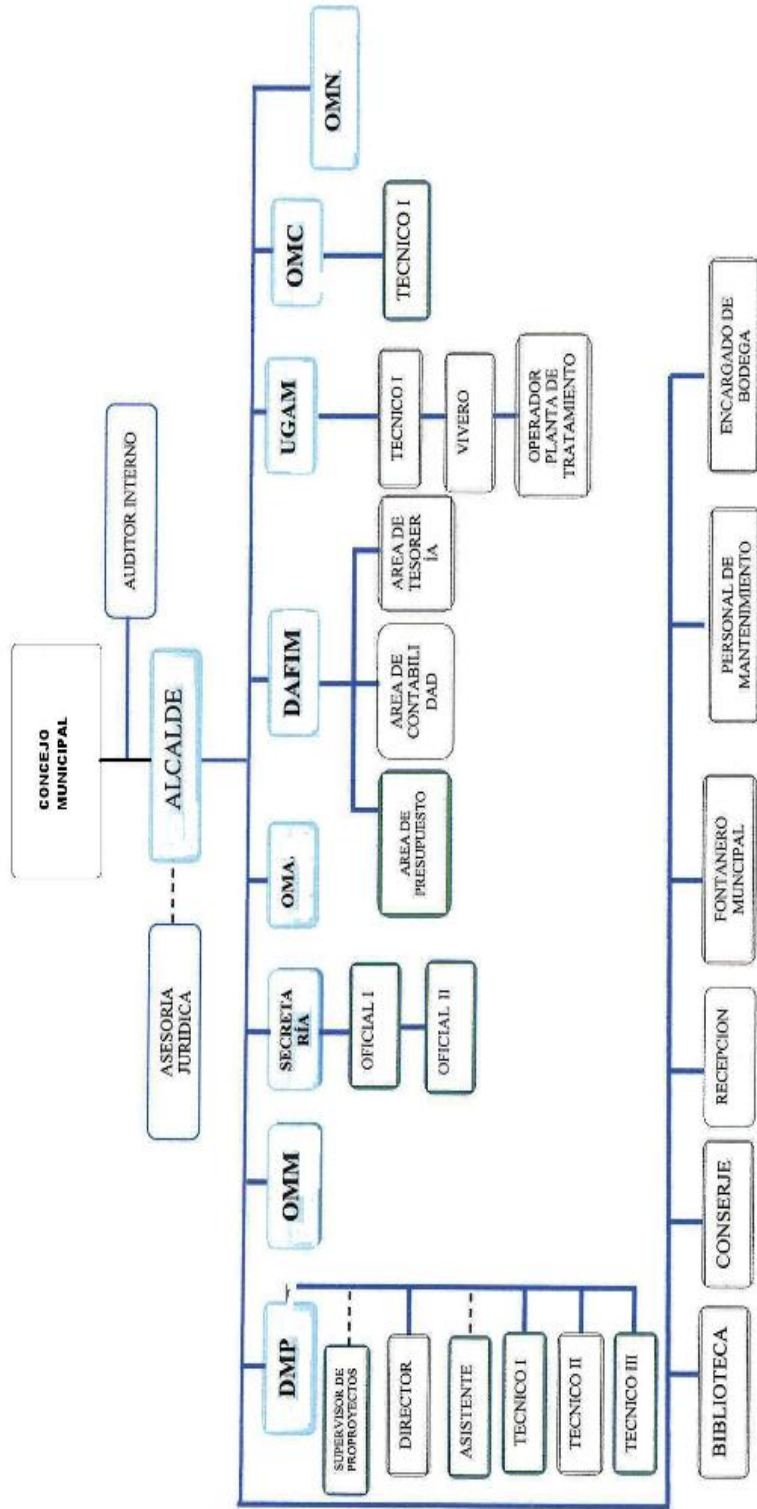 CONCEJO
MUNICIPAL
AUDITOR INTERNO
ALCALDE
ASESORIA
JURIDICA
DMP
OMM
SECRETA
RÍA
OMA.
DAFIM
UGAM
OMC
OMN.
SUPERVISOR DE
PROPROYECTOS
DIRECTOR
ASISTENTE
TECNICO I
TECNICO II
TECNICO III
OFICIAL I
OFICIAL II
AREA DE
PRESUPUESTO
AREA DE
CONTABILI
DAD
AREA DE
TESORER
ÍA
TECNICO I
VIVERO
OPERADOR
PLANTA DE
TRATAMIENTO
TECNICO I
BIBLIOTECA
CONSERJE
RECEPCION
FONTANERO
MUNCIPAL
PERSONAL DE
MANTENIMIENTO
ENCARGADO DE
BODEGA